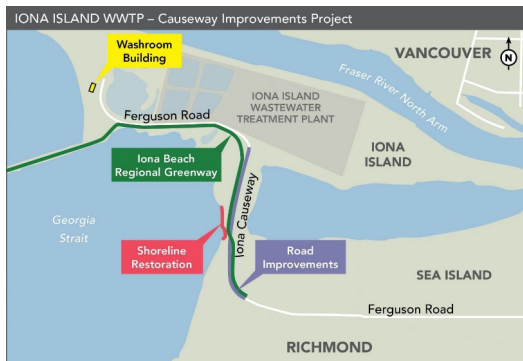 IONA ISLAND WWTP – Causeway Improvements Project
Washroom
Building
VANCOUVER
N
Fraser River North Arm
IONA ISLAND
WASTEWATER
TREATMENT PLANT
Ferguson Road
IONA
ISLAND
Iona Beach
Regional Greenway
Iona Causeway
Georgia
Strait
Shoreline
Restoration
Road
Improvements
SEA ISLAND
Ferguson Road
RICHMOND